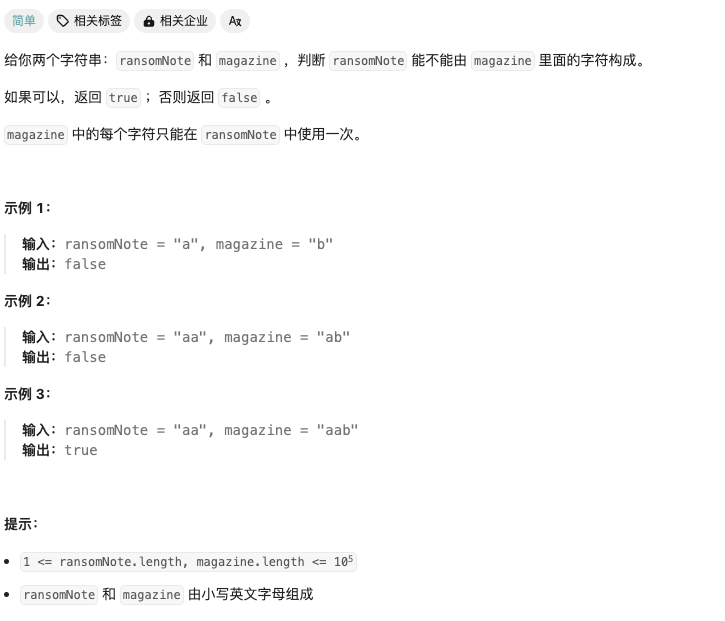 简单 相关标签 相关企业 Aあ
给你两个字符串：ransomNote 和 magazine ，判断 ransomNote 能不能由 magazine 里面的字符构成。
如果可以，返回 true ；否则返回 false 。
magazine 中的每个字符只能在 ransomNote 中使用一次。
示例 1：
输入：ransomNote = "a", magazine = "b"
输出：false
示例 2：
输入：ransomNote = "aa", magazine = "ab"
输出：false
示例 3：
输入：ransomNote = "aa", magazine = "aab"
输出：true
提示：
• 1 <= ransomNote.length, magazine.length <= 10⁵
• ransomNote 和 magazine 由小写英文字母组成